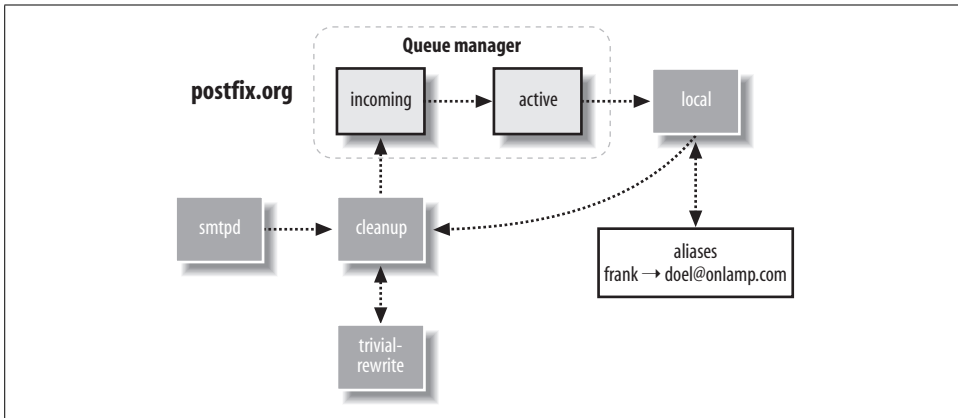 Queue manager
postfix.org
incoming
active
local
smtpd
cleanup
aliases
frank → doel@onlamp.com
trivial-
rewrite